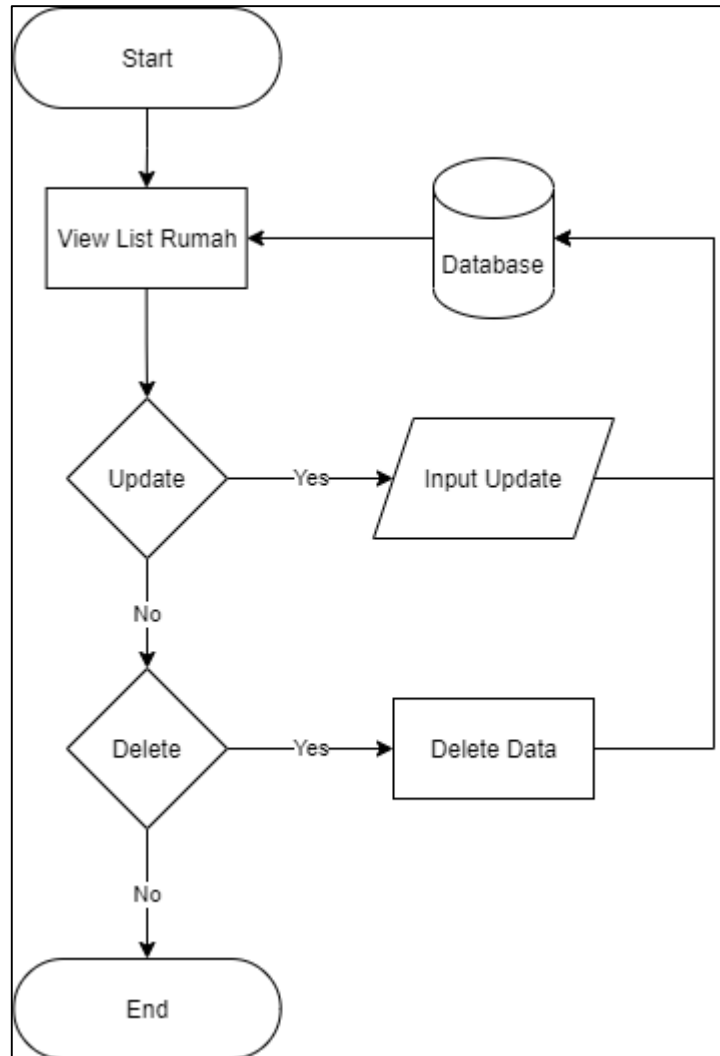 Start
View List Rumah
Database
Update
Yes
Input Update
No
Delete
Yes
Delete Data
No
End